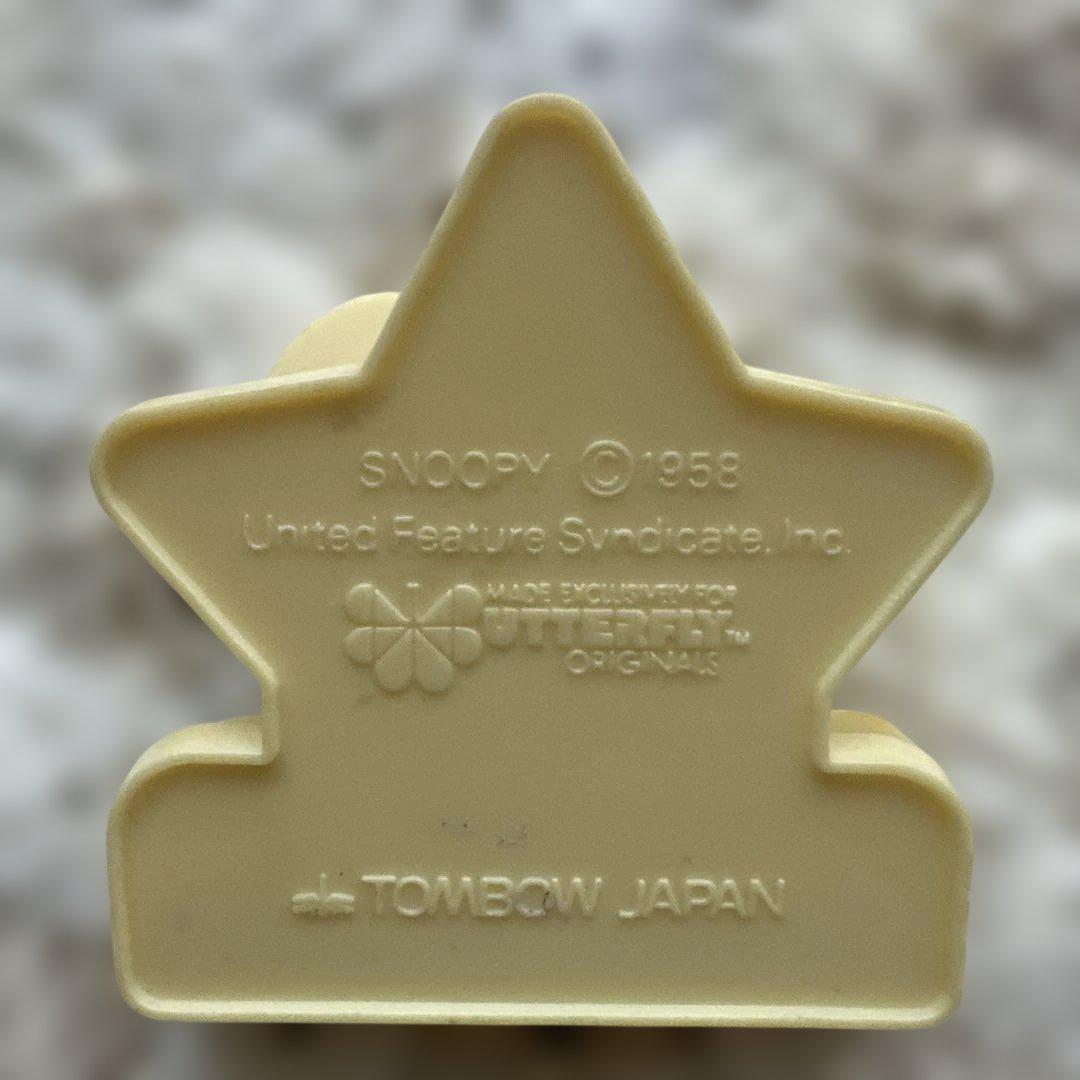 SNOOPY © 1958
United Feature Syndicate, Inc.
MADE EXCLUSIVELY FOR
UTTERFLY™
ORIGINALS
TOMBOW JAPAN